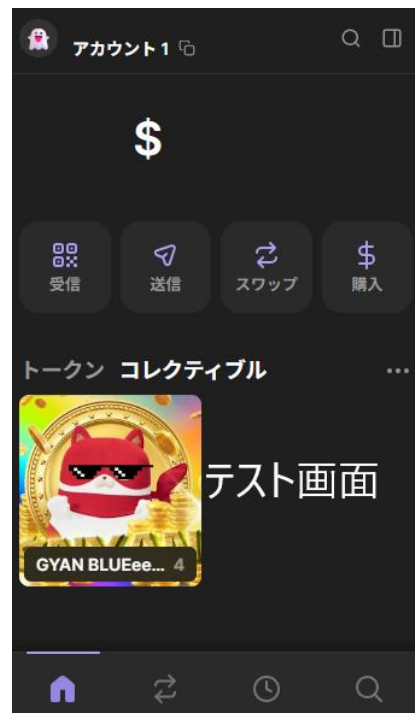 アカウント 1
$
受信
送信
スワップ
購入
トークン コレクティブル
テスト画面
GYAN BLUEee... 4